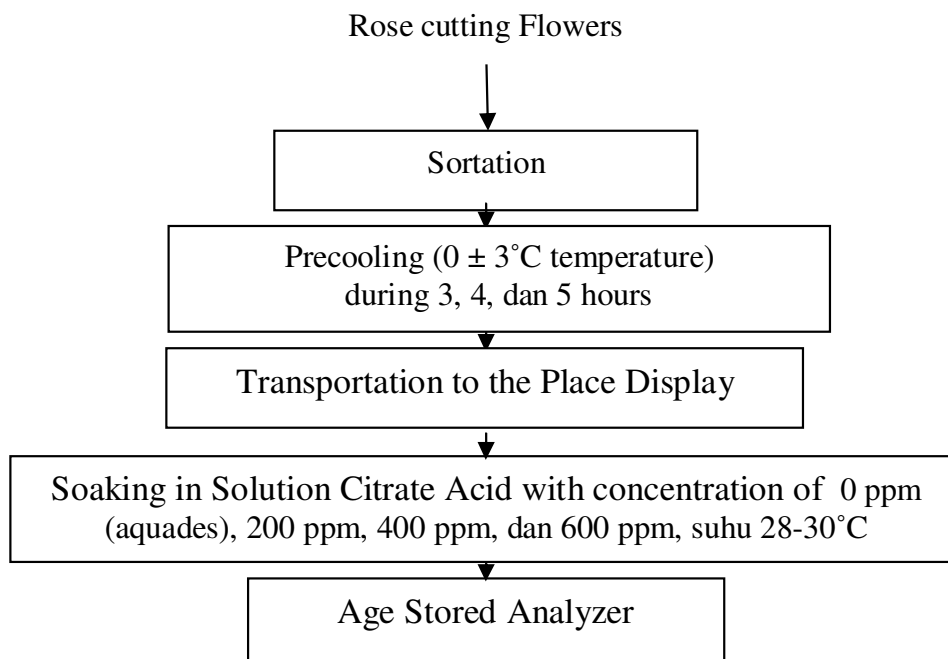 Rose cutting Flowers
Sortation
Precooling (0 ± 3˚C temperature)
during 3, 4, dan 5 hours
Transportation to the Place Display
Soaking in Solution Citrate Acid with concentration of 0 ppm
(aquades), 200 ppm, 400 ppm, dan 600 ppm, suhu 28-30˚C
Age Stored Analyzer